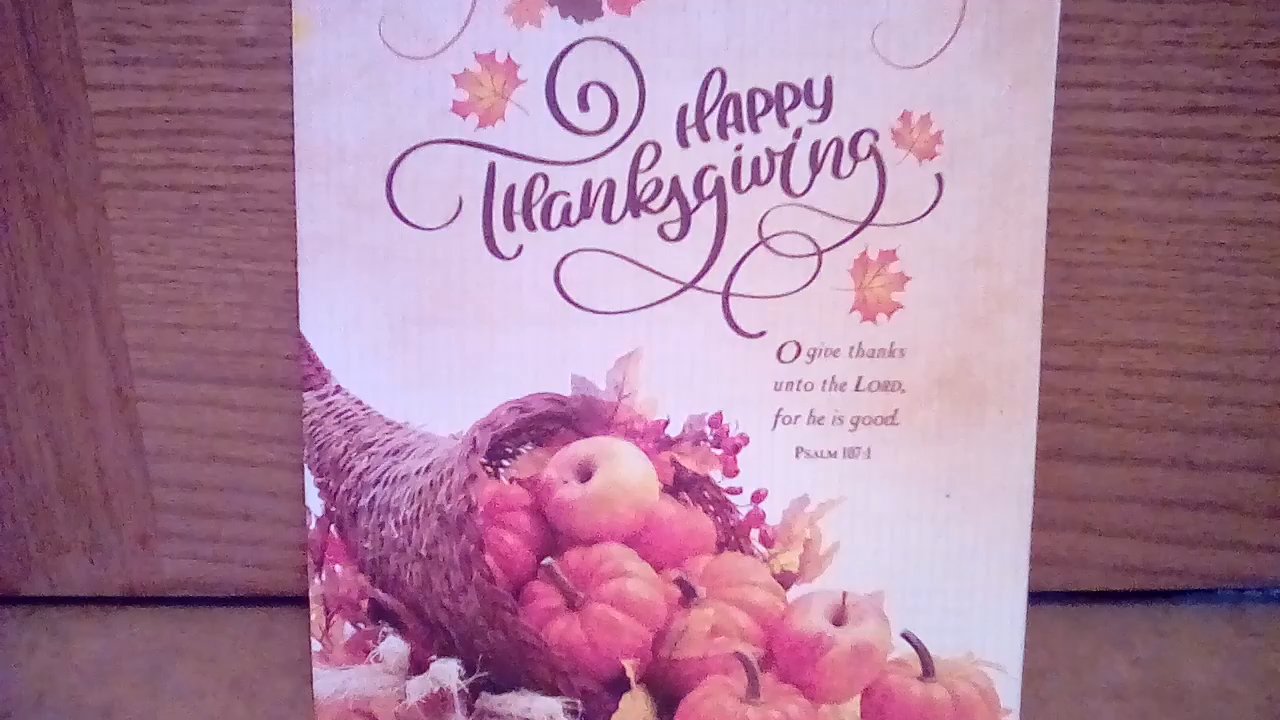 HAPPY
Thanksgiving
O give thanks
unto the LORD,
for he is good.
PSALM 107:1